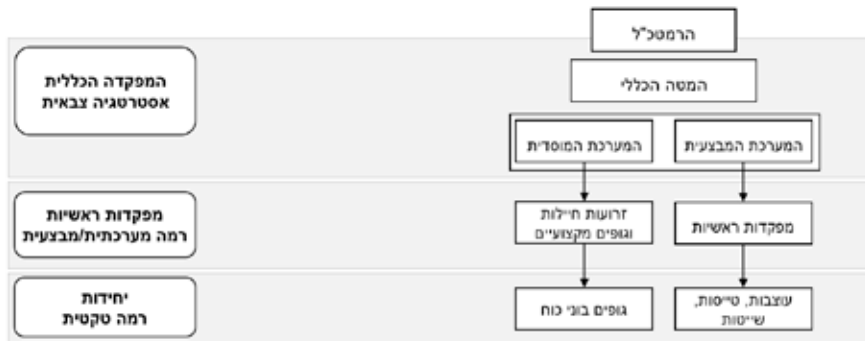 הרמטכ"ל
המפקדה הכללית
אסטרטגיה צבאית
המטה הכללי
המערכת המבצעית
המערכת המוסדית
מפקדות ראשיות
רמה מערכתית/מבצעית
מפקדות ראשיות
זרועות חיילות
וגופים מקצועיים
יחידות
רמה טקטית
עוצבות, טייסות,
שייטות
גופים בוני כוח